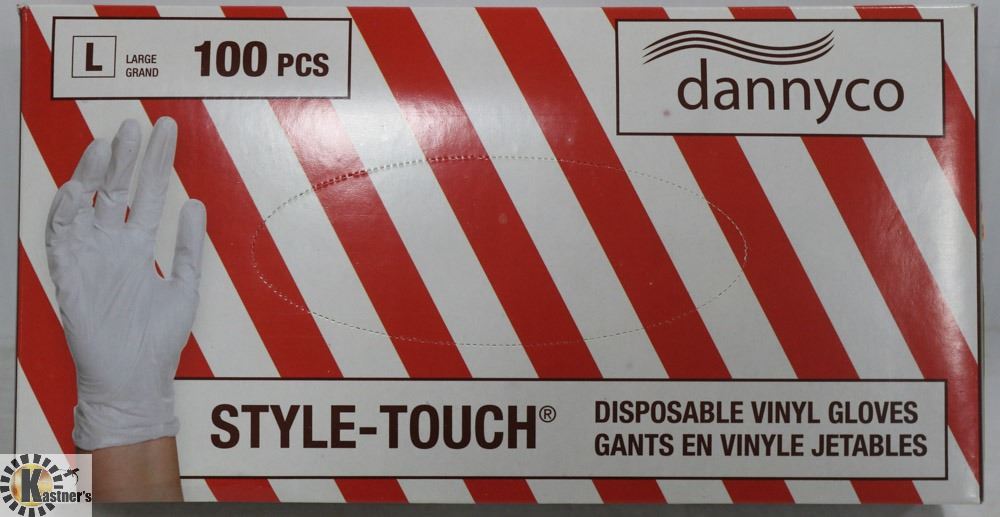 L
LARGE
GRAND
100 PCS
dannyco
STYLE-TOUCH®
DISPOSABLE VINYL GLOVES
GANTS EN VINYLE JETABLES
Kastner's